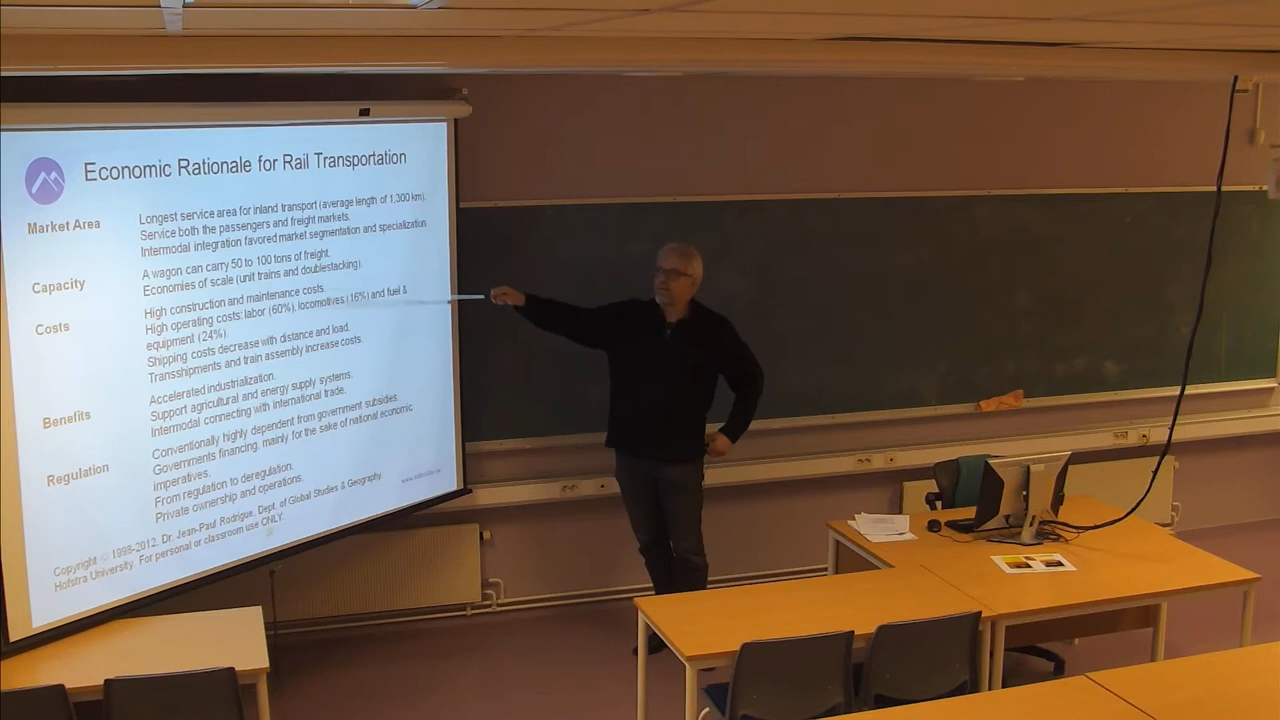 Economic Rationale for Rail Transportation
Market Area
Longest service area for inland transport (average length of 1,300 km).
Service both the passengers and freight markets.
Intermodal integration favored market segmentation and specialization.
Capacity
A wagon can carry 50 to 100 tons of freight.
Economies of scale (unit trains and doublestacking).
Costs
High construction and maintenance costs.
High operating costs: labor (60%), locomotives (16%) and fuel &
equipment (24%).
Shipping costs decrease with distance and load.
Transshipments and train assembly increase costs.
Benefits
Accelerated industrialization.
Support agricultural and energy supply systems.
Intermodal connecting with international trade.
Regulation
Conventionally highly dependent from government subsidies.
Governments financing, mainly for the sake of national economic
imperatives.
From regulation to deregulation.
Private ownership and operations.
Copyright © 1998-2012, Dr. Jean-Paul Rodrigue, Dept. of Global Studies & Geography,
Hofstra University. For personal or classroom use ONLY.